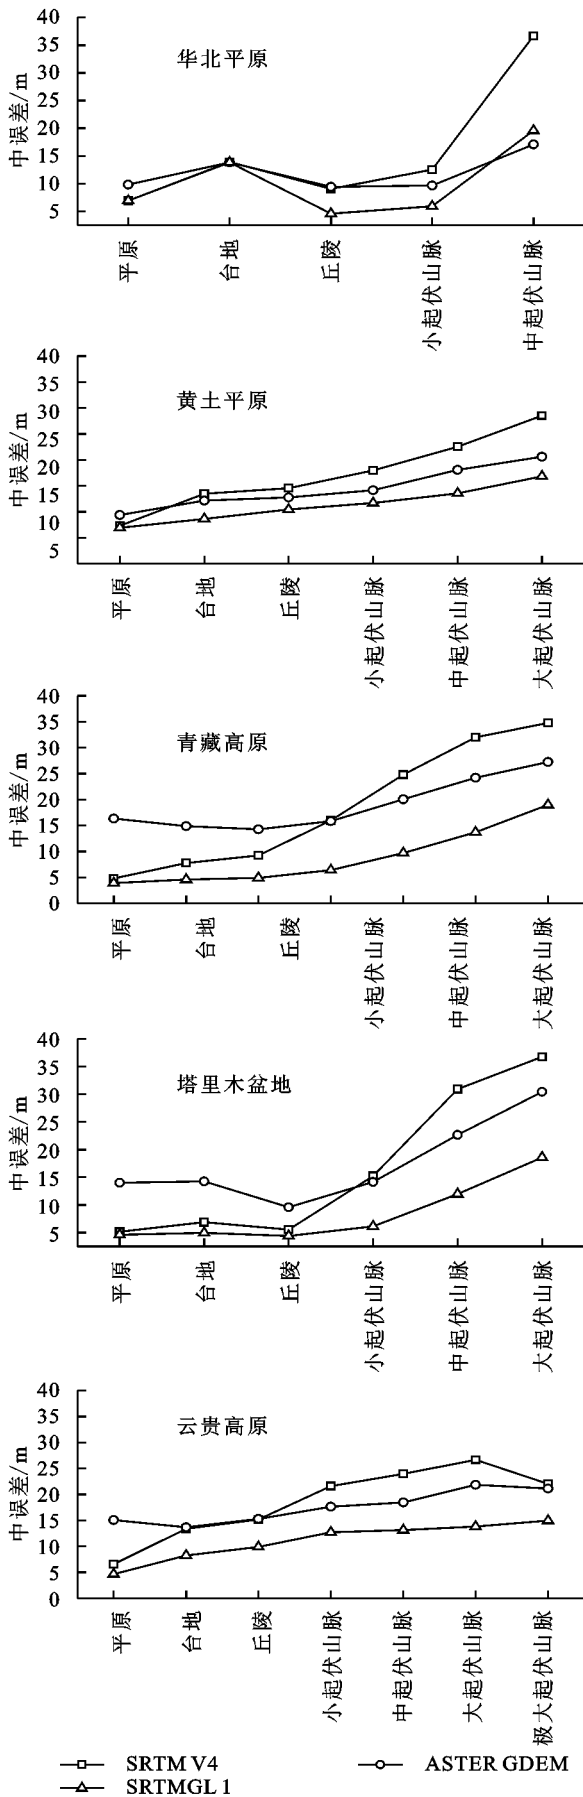 40
35
30
25
20
15
10
5
中误差/m
华北平原
平原
台地
丘陵
小起伏山脉
中起伏山脉
40
30
20
15
10
5
中误差/m
黄土平原
平原
台地
丘陵
小起伏山脉
中起伏山脉
大起伏山脉
40
35
30
25
20
15
10
5
0
中误差/m
青藏高原
平原
台地
丘陵
小起伏山脉
中起伏山脉
大起伏山脉
40
35
30
25
20
15
10
5
中误差/m
塔里木盆地
平原
台地
丘陵
小起伏山脉
中起伏山脉
大起伏山脉
40
35
30
25
20
15
10
5
0
中误差/m
云贵高原
平原
台地
丘陵
小起伏山脉
中起伏山脉
大起伏山脉
极大起伏山脉
SRTM V4
ASTER GDEM
SRTMGL 1